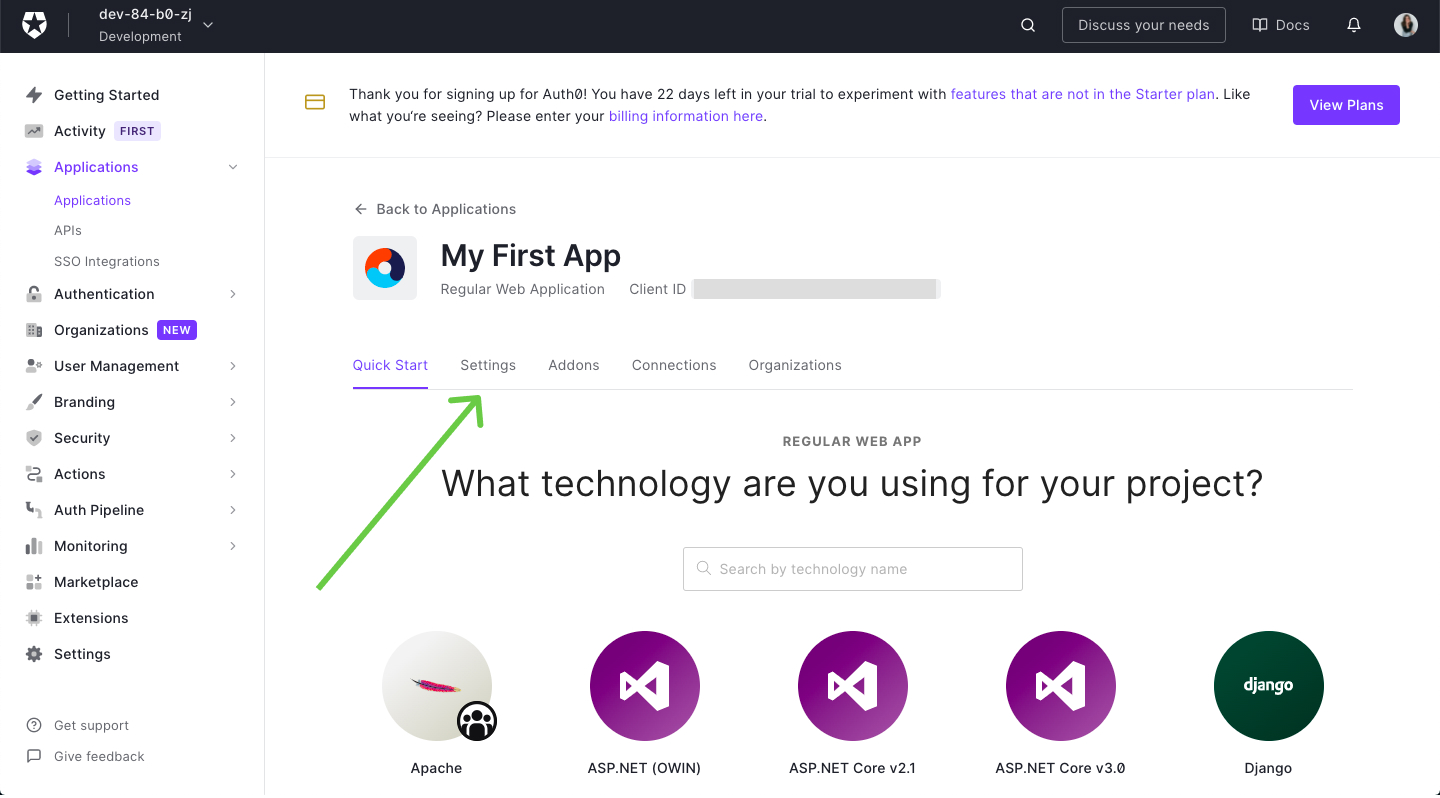 dev-84-b0-zj
Development
Discuss your needs
Docs
Getting Started
Activity FIRST
Applications
Applications
APIs
SSO Integrations
Authentication
Organizations NEW
User Management
Branding
Security
Actions
Auth Pipeline
Monitoring
Marketplace
Extensions
Settings
Get support
Give feedback
Thank you for signing up for Auth0! You have 22 days left in your trial to experiment with features that are not in the Starter plan. Like
what you’re seeing? Please enter your billing information here.
View Plans
Back to Applications
My First App
Regular Web Application Client ID
Quick Start Settings Addons Connections Organizations
REGULAR WEB APP
What technology are you using for your project?
Search by technology name
django
Apache ASP.NET (OWIN) ASP.NET Core v2.1 ASP.NET Core v3.0 Django